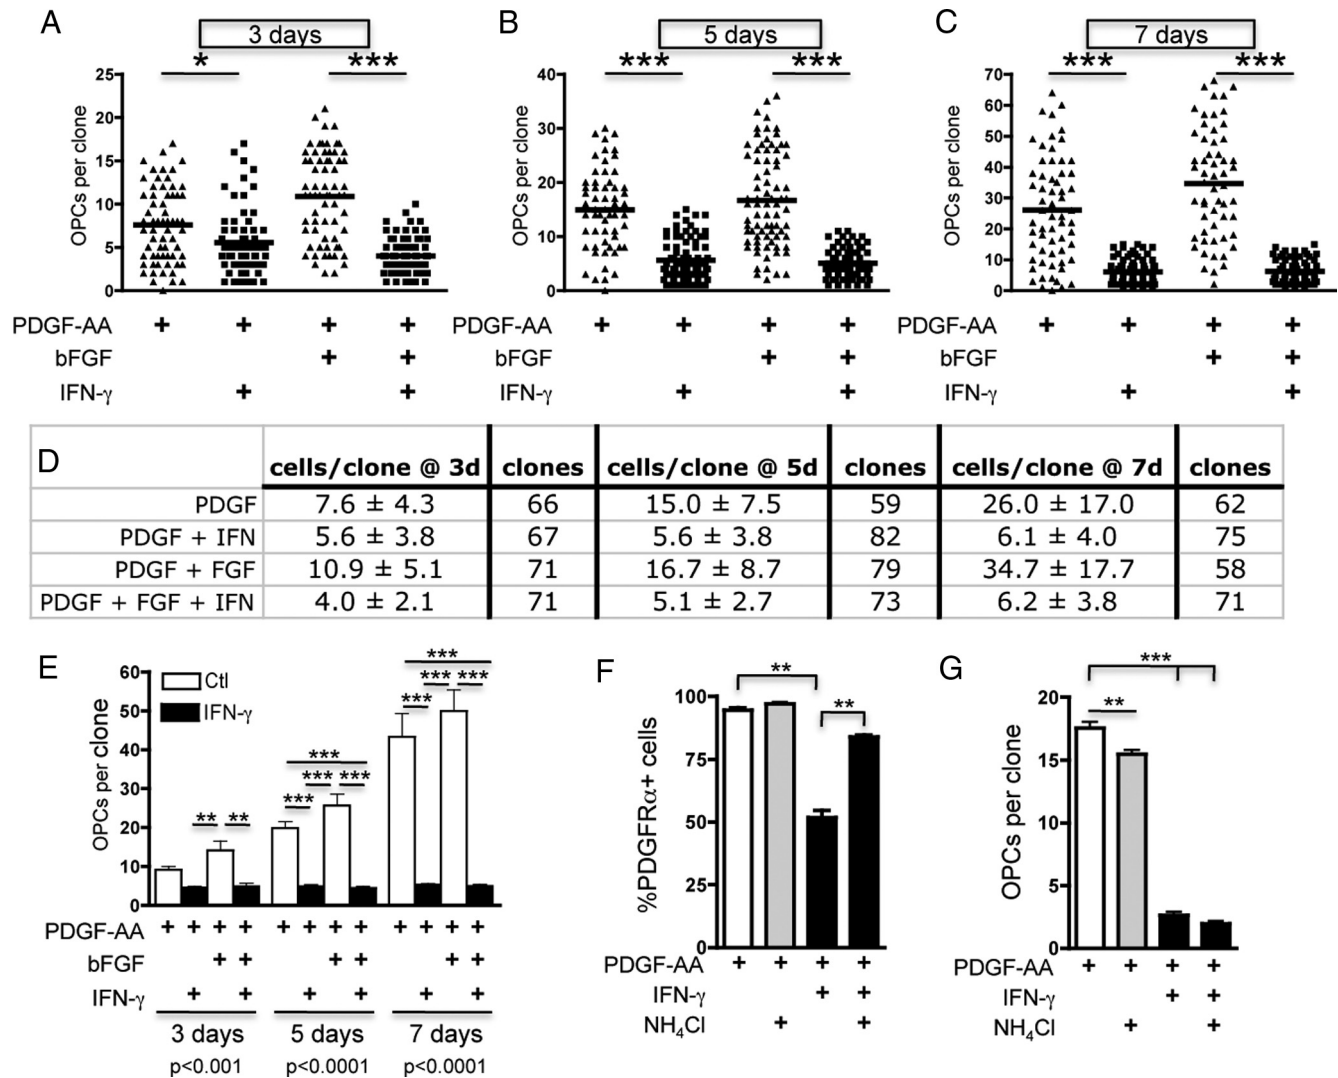 A B C
3 days 5 days 7 days
* *** *** *** *** ***
OPCs per clone
25
20
15
10
5
0
OPCs per clone
40
30
20
10
0
OPCs per clone
70
60
50
40
30
20
10
0
PDGF-AA + + + +
bFGF + +
IFN-γ + +
PDGF-AA + + + +
bFGF + +
IFN-γ + +
PDGF-AA + + + +
bFGF + +
IFN-γ + +
D cells/clone @ 3d clones cells/clone @ 5d clones cells/clone @ 7d clones
PDGF 7.6 ± 4.3 66 15.0 ± 7.5 59 26.0 ± 17.0 62
PDGF + IFN 5.6 ± 3.8 67 5.6 ± 3.8 82 6.1 ± 4.0 75
PDGF + FGF 10.9 ± 5.1 71 16.7 ± 8.7 79 34.7 ± 17.7 58
PDGF + FGF + IFN 4.0 ± 2.1 71 5.1 ± 2.7 73 6.2 ± 3.8 71
E
OPCs per clone
60
50
40
30
20
10
0
Ctl
IFN-γ
** **
***
*** ***
***
***
*** ***
***
PDGF-AA + + + + + + + + + + + +
bFGF + + + + + +
IFN-γ + + + + + +
3 days 5 days 7 days
p<0.001 p<0.0001 p<0.0001
F
%PDGFRα+ cells
100
75
50
25
0
**
**
PDGF-AA + + + +
IFN-γ + +
NH₄Cl + +
G
OPCs per clone
20
15
10
5
0
***
**
PDGF-AA + + + +
IFN-γ + +
NH₄Cl + +